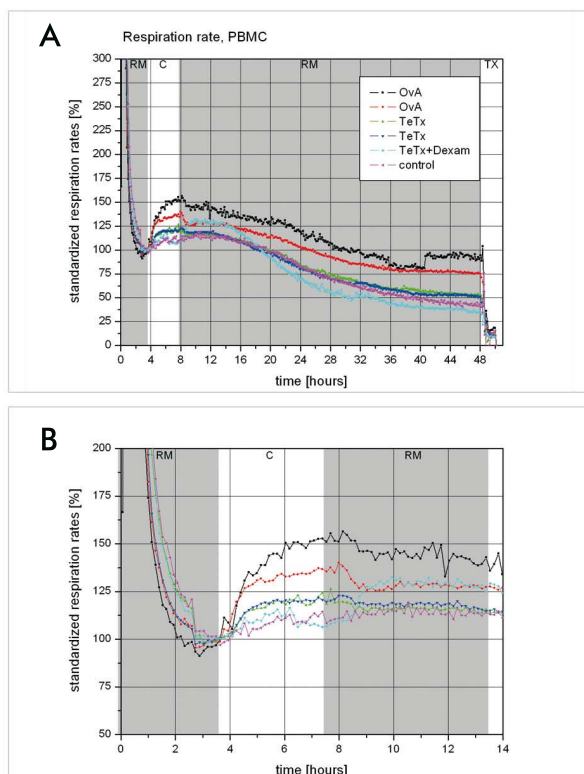 A
Respiration rate, PBMC
RM
C
RM
TX
300
275
250
225
200
175
150
125
100
75
50
25
0
standardized respiration rates [%]
OvA
OvA
TeTx
TeTx
TeTx+Dexam
control
0 4 8 12 16 20 24 28 32 36 40 44 48
time [hours]
B
RM
C
RM
200
175
150
125
100
75
50
standardized respiration rates [%]
0 2 4 6 8 10 12 14
time [hours]